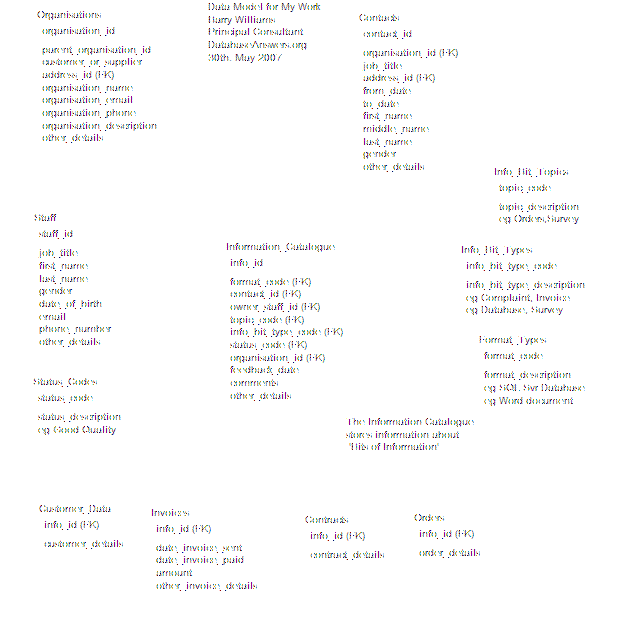 Data Model for My Work
Barry Williams
Principal Consultant
DatabaseAnswers.org
30th. May 2007
Organisations
organisation_id
parent_organisation_id
customer_or_supplier
address_id (FK)
organisation_name
organisation_email
organisation_phone
organisation_description
other_details
Contacts
contact_id
organisation_id (FK)
job_title
address_id (FK)
from_date
to_date
first_name
middle_name
last_name
gender
other_details
Info_Bit_Topics
topic_code
topic_description
eg Orders,Survey
Staff
staff_id
job_title
first_name
last_name
gender
date_of_birth
email
phone_number
other_details
Information_Catalogue
info_id
format_code (FK)
contact_id (FK)
owner_staff_id (FK)
topic_code (FK)
info_bit_type_code (FK)
status_code (FK)
organisation_id (FK)
feedback_date
comments
other_details
Info_Bit_Types
info_bit_type_code
info_bit_type_description
eg Complaint, Invoice
eg Database, Survey
Format_Types
format_code
format_description
eg SQL Svr Database
eg Word document
Status_Codes
status_code
status_description
eg Good Quality
The Information Catalogue
stores information about
'Bits of Information'
Customer_Data
info_id (FK)
customer_details
Invoices
info_id (FK)
date_invoice_sent
date_invoice_paid
amount
other_invoice_details
Contracts
info_id (FK)
contract_details
Orders
info_id (FK)
order_details